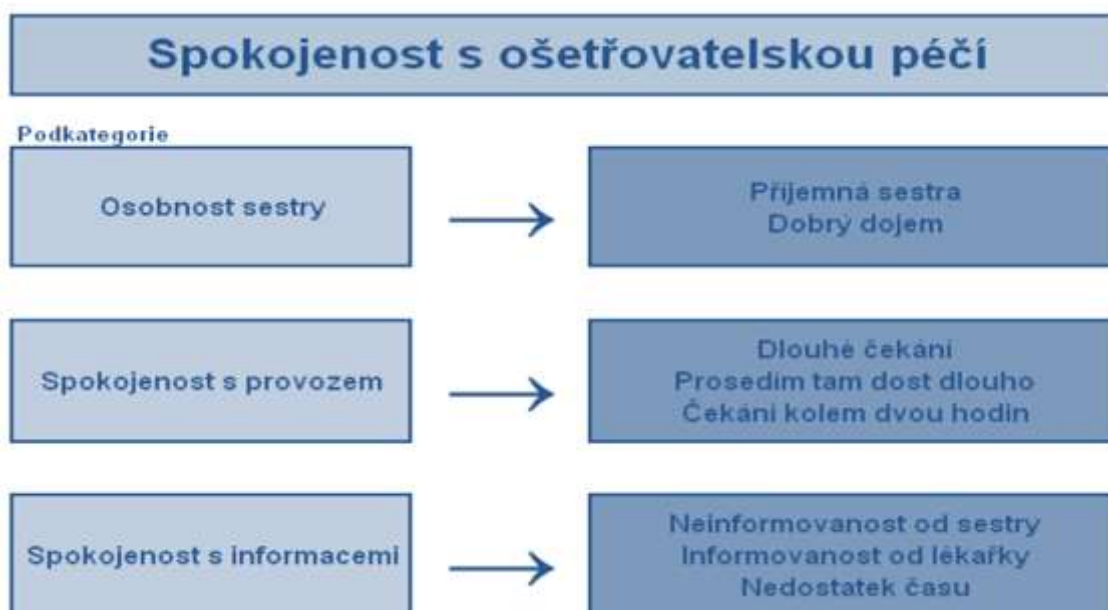 Spokojenost s ošetřovatelskou péčí
Podkategorie
Osobnost sestry
Příjemná sestra
Dobrý dojem
Spokojenost s provozem
Dlouhé čekání
Prosedím tam dost dlouho
Čekání kolem dvou hodin
Spokojenost s informacemi
Neinformovanost od sestry
Informovanost od lékařky
Nedostatek času